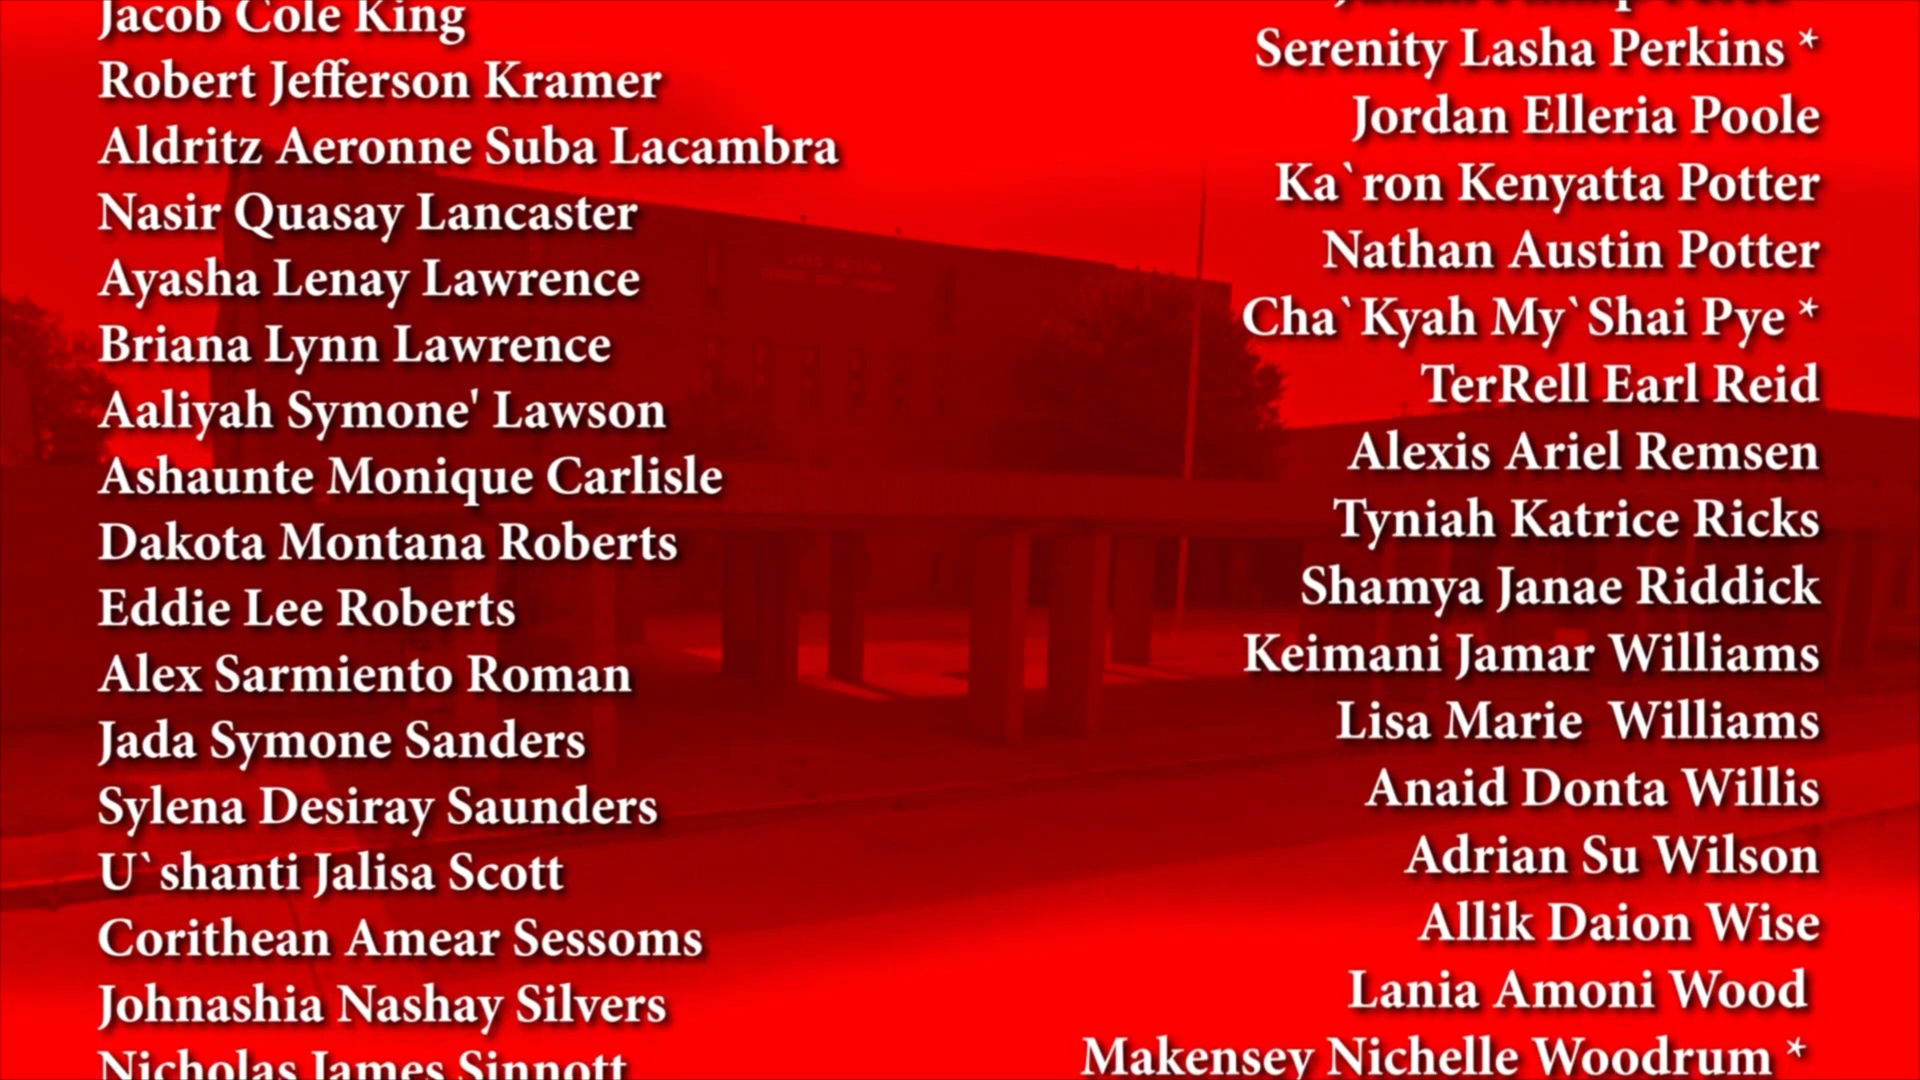 Jacob Cole King
Robert Jefferson Kramer
Aldritz Aeronne Suba Lacambra
Nasir Quasay Lancaster
Ayasha Lenay Lawrence
Briana Lynn Lawrence
Aaliyah Symone' Lawson
Ashaunte Monique Carlisle
Dakota Montana Roberts
Eddie Lee Roberts
Alex Sarmiento Roman
Jada Symone Sanders
Sylena Desiray Saunders
U`shanti Jalisa Scott
Corithean Amear Sessoms
Johnashia Nashay Silvers
Nicholas James Sinnott
Serenity Lasha Perkins *
Jordan Elleria Poole
Ka`ron Kenyatta Potter
Nathan Austin Potter
Cha`Kyah My`Shai Pye *
TerRell Earl Reid
Alexis Ariel Remsen
Tyniah Katrice Ricks
Shamya Janae Riddick
Keimani Jamar Williams
Lisa Marie  Williams
Anaid Donta Willis
Adrian Su Wilson
Allik Daion Wise
Lania Amoni Wood
Makensey Nichelle Woodrum *